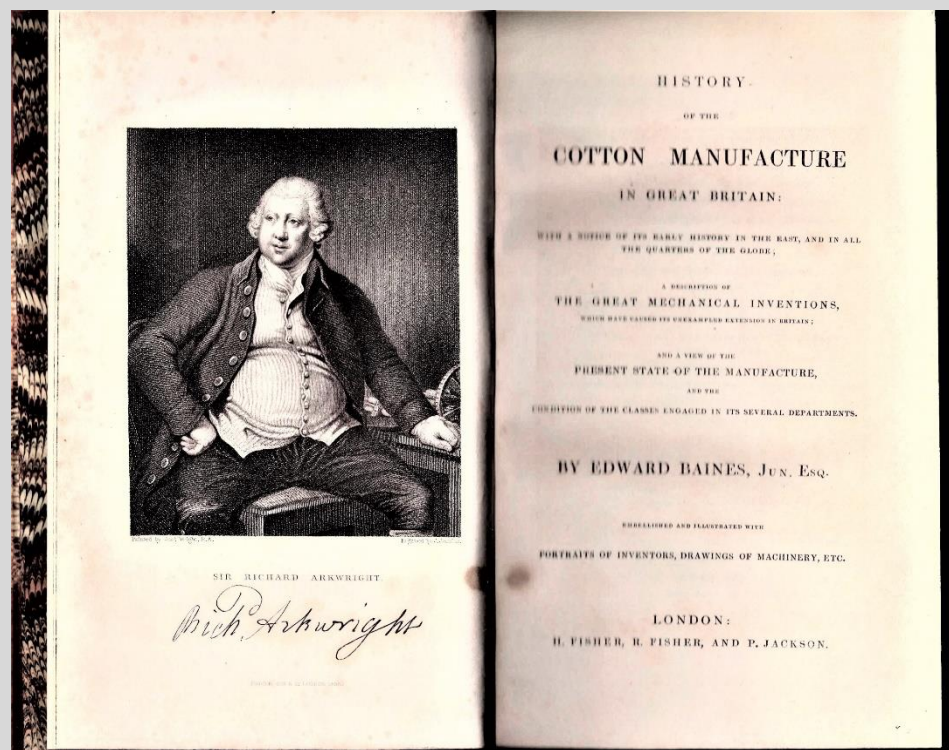 SIR RICHARD ARKWRIGHT.
Rich. Arkwright
HISTORY
OF THE
COTTON MANUFACTURE
IN GREAT BRITAIN:
WITH A NOTICE OF ITS EARLY HISTORY IN THE EAST, AND IN ALL
THE QUARTERS OF THE GLOBE;
A DESCRIPTION OF
THE GREAT MECHANICAL INVENTIONS,
WHICH HAVE CAUSED ITS UNEXAMPLED EXTENSION IN BRITAIN;
AND A VIEW OF THE
PRESENT STATE OF THE MANUFACTURE,
AND THE
CONDITION OF THE CLASSES ENGAGED IN ITS SEVERAL DEPARTMENTS.
BY EDWARD BAINES, JUN. ESQ.
EMBELLISHED AND ILLUSTRATED WITH
PORTRAITS OF INVENTORS, DRAWINGS OF MACHINERY, ETC.
LONDON:
H. FISHER, R. FISHER, AND P. JACKSON.